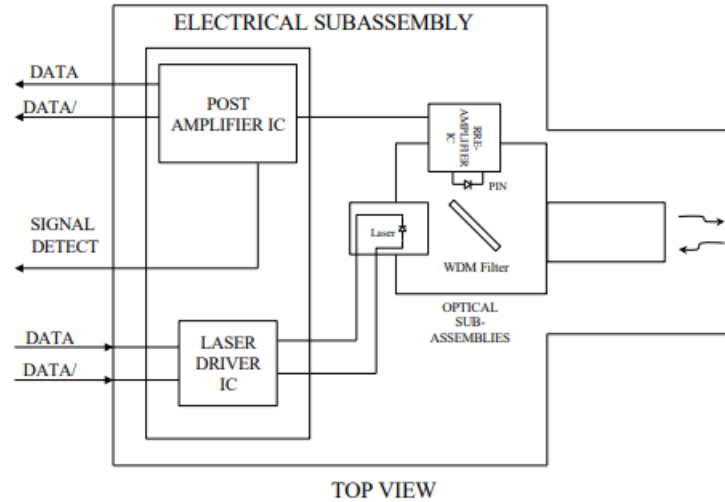 ELECTRICAL SUBASSEMBLY
DATA
DATA/
POST
AMPLIFIER IC
RRE-
AMPLIFIER
IC
PIN
SIGNAL
DETECT
Laser
WDM Filter
OPTICAL
SUB-
ASSEMBLIES
DATA
DATA/
LASER
DRIVER
IC
TOP VIEW